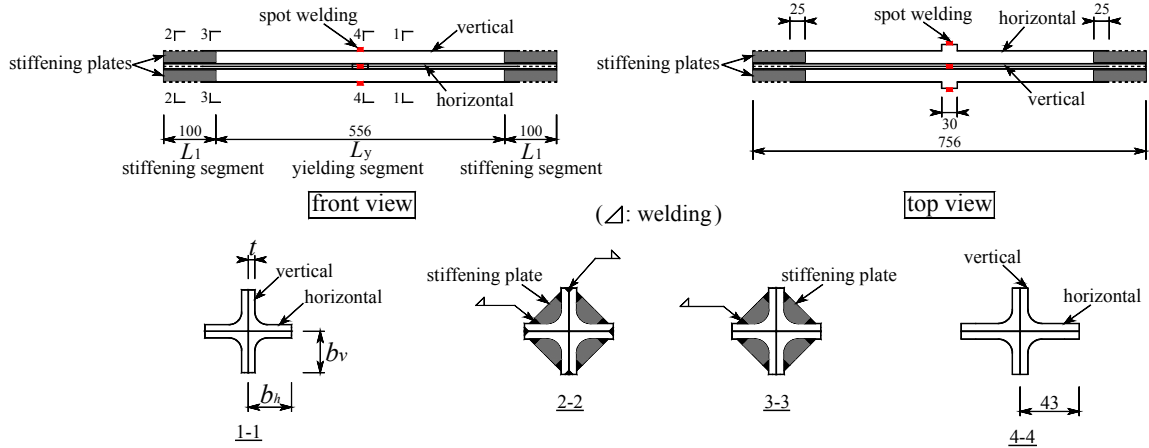 spot welding
vertical
2 3 4 1
stiffening plates
horizontal
2 3 4 1
100 556 100
L1 Ly L1
stiffening segment yielding segment stiffening segment
front view
25 25
spot welding
horizontal
stiffening plates
vertical
30
756
top view
(⊿: welding)
t
vertical
horizontal
bv
bh
1-1
stiffening plate
2-2
stiffening plate
3-3
vertical
horizontal
43
4-4